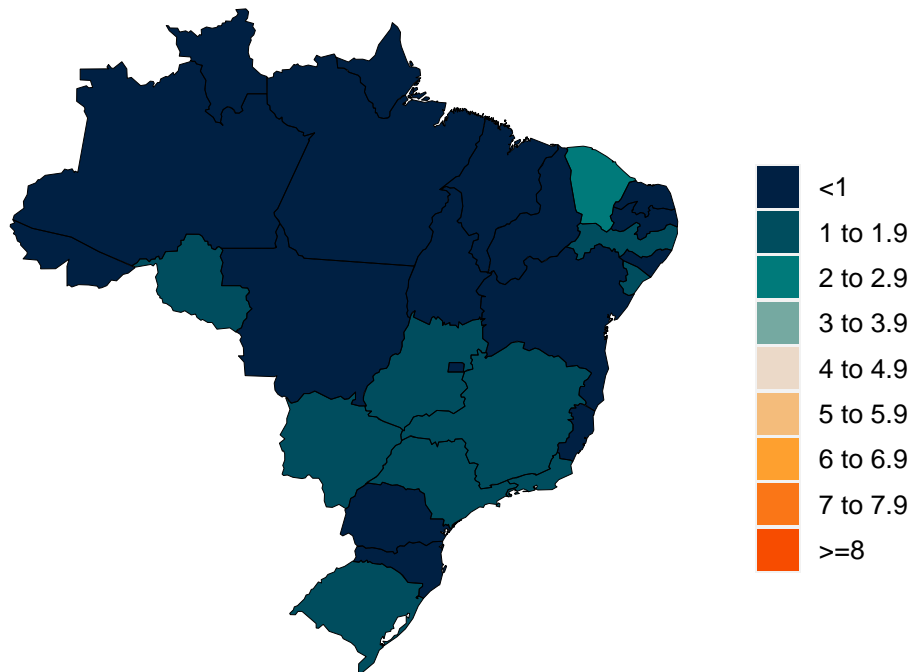 <1
1 to 1.9
2 to 2.9
3 to 3.9
4 to 4.9
5 to 5.9
6 to 6.9
7 to 7.9
>=8